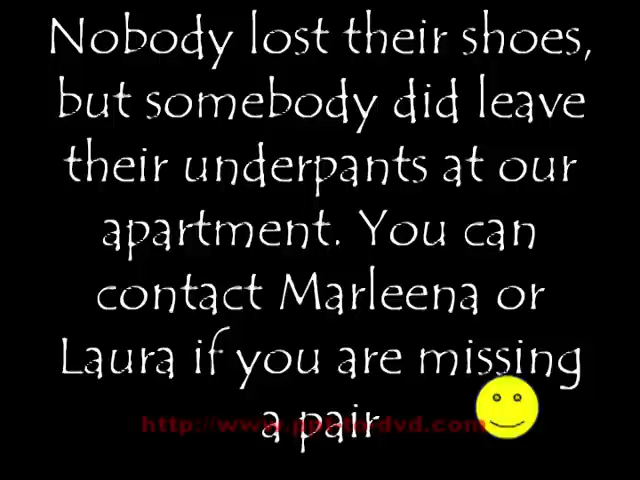 Nobody lost their shoes,
but somebody did leave
their underpants at our
apartment. You can
contact Marleena or
Laura if you are missing
a pair